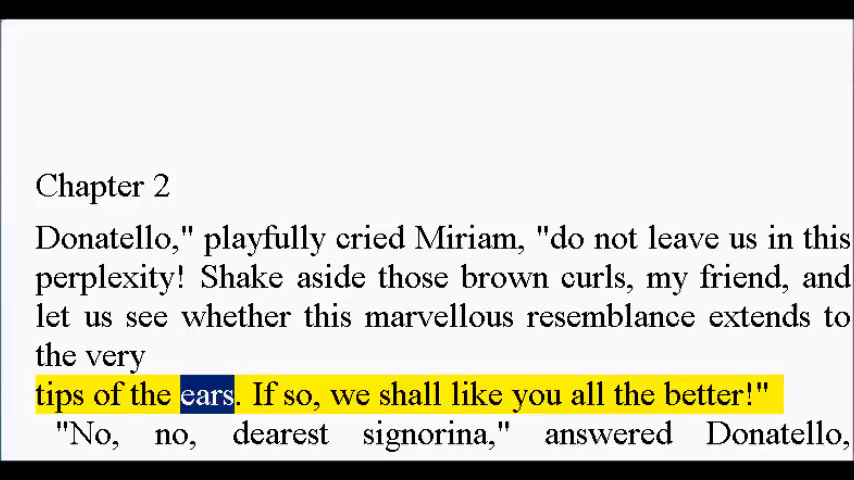 Chapter 2
Donatello," playfully cried Miriam, "do not leave us in this
perplexity! Shake aside those brown curls, my friend, and
let us see whether this marvellous resemblance extends to
the very
tips of the ears. If so, we shall like you all the better!"
"No, no, dearest signorina," answered Donatello,